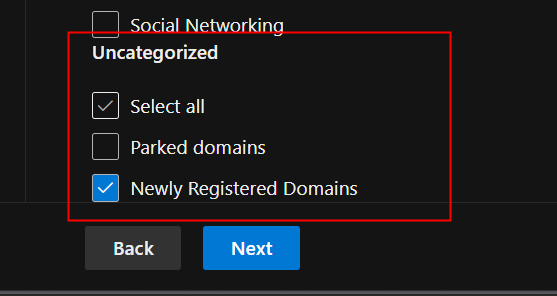 Social Networking
Uncategorized
Select all
Parked domains
Newly Registered Domains
Back
Next